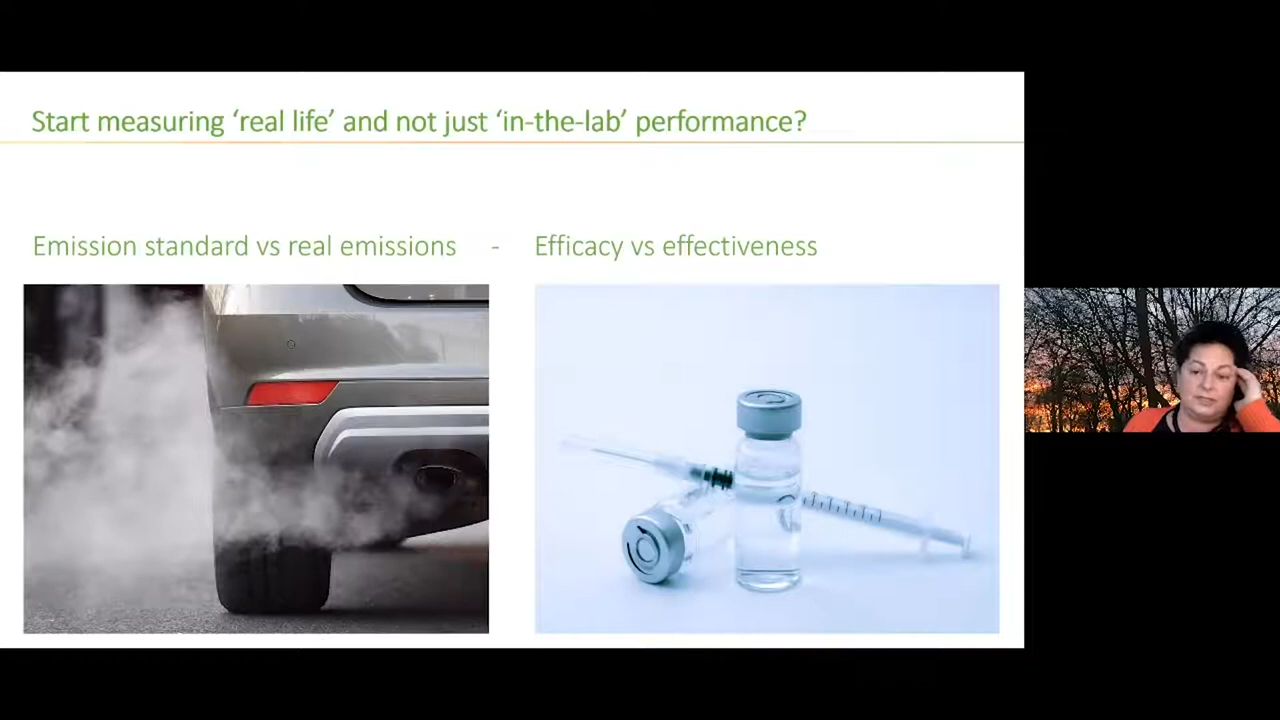 Start measuring ‘real life’ and not just ‘in-the-lab’ performance?
Emission standard vs real emissions - Efficacy vs effectiveness